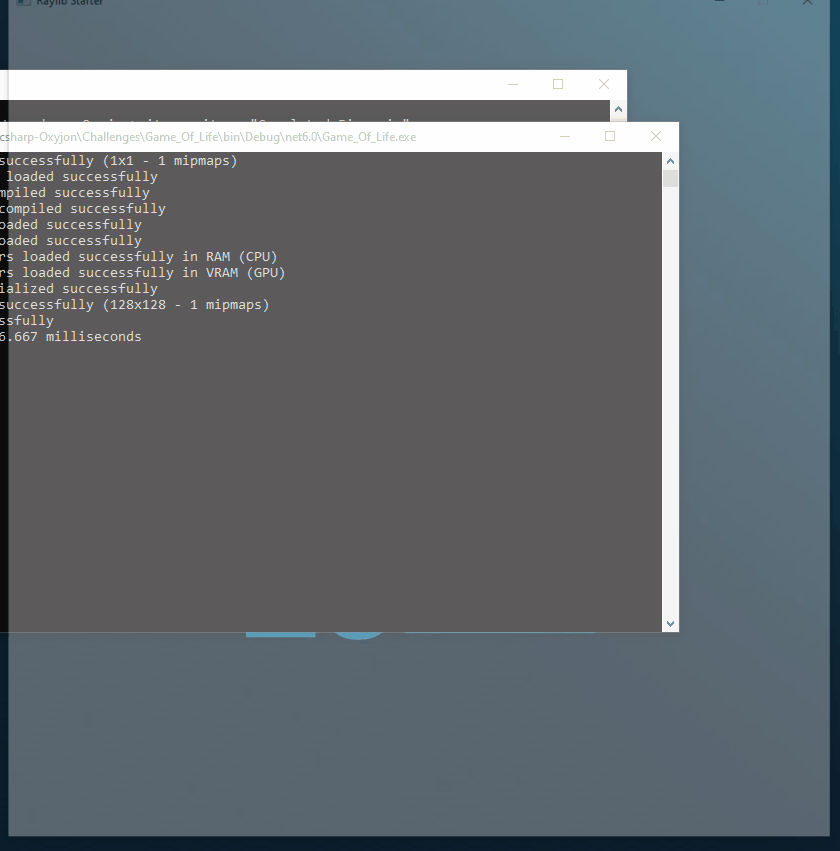 Raylib Starter
csharp-Oxyjon\Challenges\Game_Of_Life\bin\Debug\net6.0\Game_Of_Life.exe
successfully (1x1 - 1 mipmaps)
loaded successfully
mpiled successfully
compiled successfully
oaded successfully
oaded successfully
rs loaded successfully in RAM (CPU)
rs loaded successfully in VRAM (GPU)
ialized successfully
successfully (128x128 - 1 mipmaps)
ssfully
6.667 milliseconds